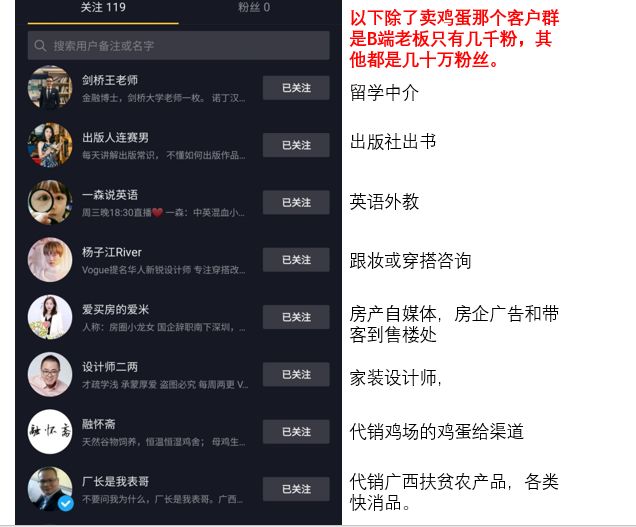 关注 119
粉丝 0
搜索用户备注或名字
剑桥王老师
金融博士，剑桥大学老师一枚。 诺丁汉...
已关注
出版人连赛男
每天讲解出版常识， 不懂如何出版作品...
已关注
一森说英语
周三晚18:30直播❤️ 一森：中英混血小...
已关注
杨子江River
Vogue提名华人新锐设计师 专注穿搭改...
已关注
爱买房的爱米
人称：房圈小龙女 国企辞职南下深圳，...
已关注
设计师二两
才疏学浅 承蒙厚爱 盗图必究 每周两更 V...
已关注
融怀斋
融怀斋
天然谷物饲养，恒温恒湿鸡舍； 母鸡生...
已关注
厂长是我表哥
不要问我为什么，厂长是我表哥。广西...
已关注
以下除了卖鸡蛋那个客户群
是B端老板只有几千粉，其
他都是几十万粉丝。
留学中介
出版社出书
英语外教
跟妆或穿搭咨询
房产自媒体，房企广告和带
客到售楼处
家装设计师，
代销鸡场的鸡蛋给渠道
代销广西扶贫农产品，各类
快消品。